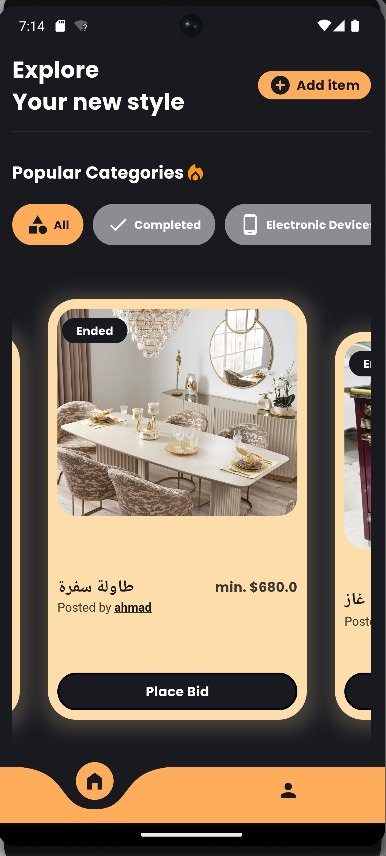 7:14
Explore
Your new style
Add item
Popular Categories
All
Completed
Electronic Devices
Ended
طاولة سفرة
min. $680.0
غاز
Posted by ahmad
Place Bid